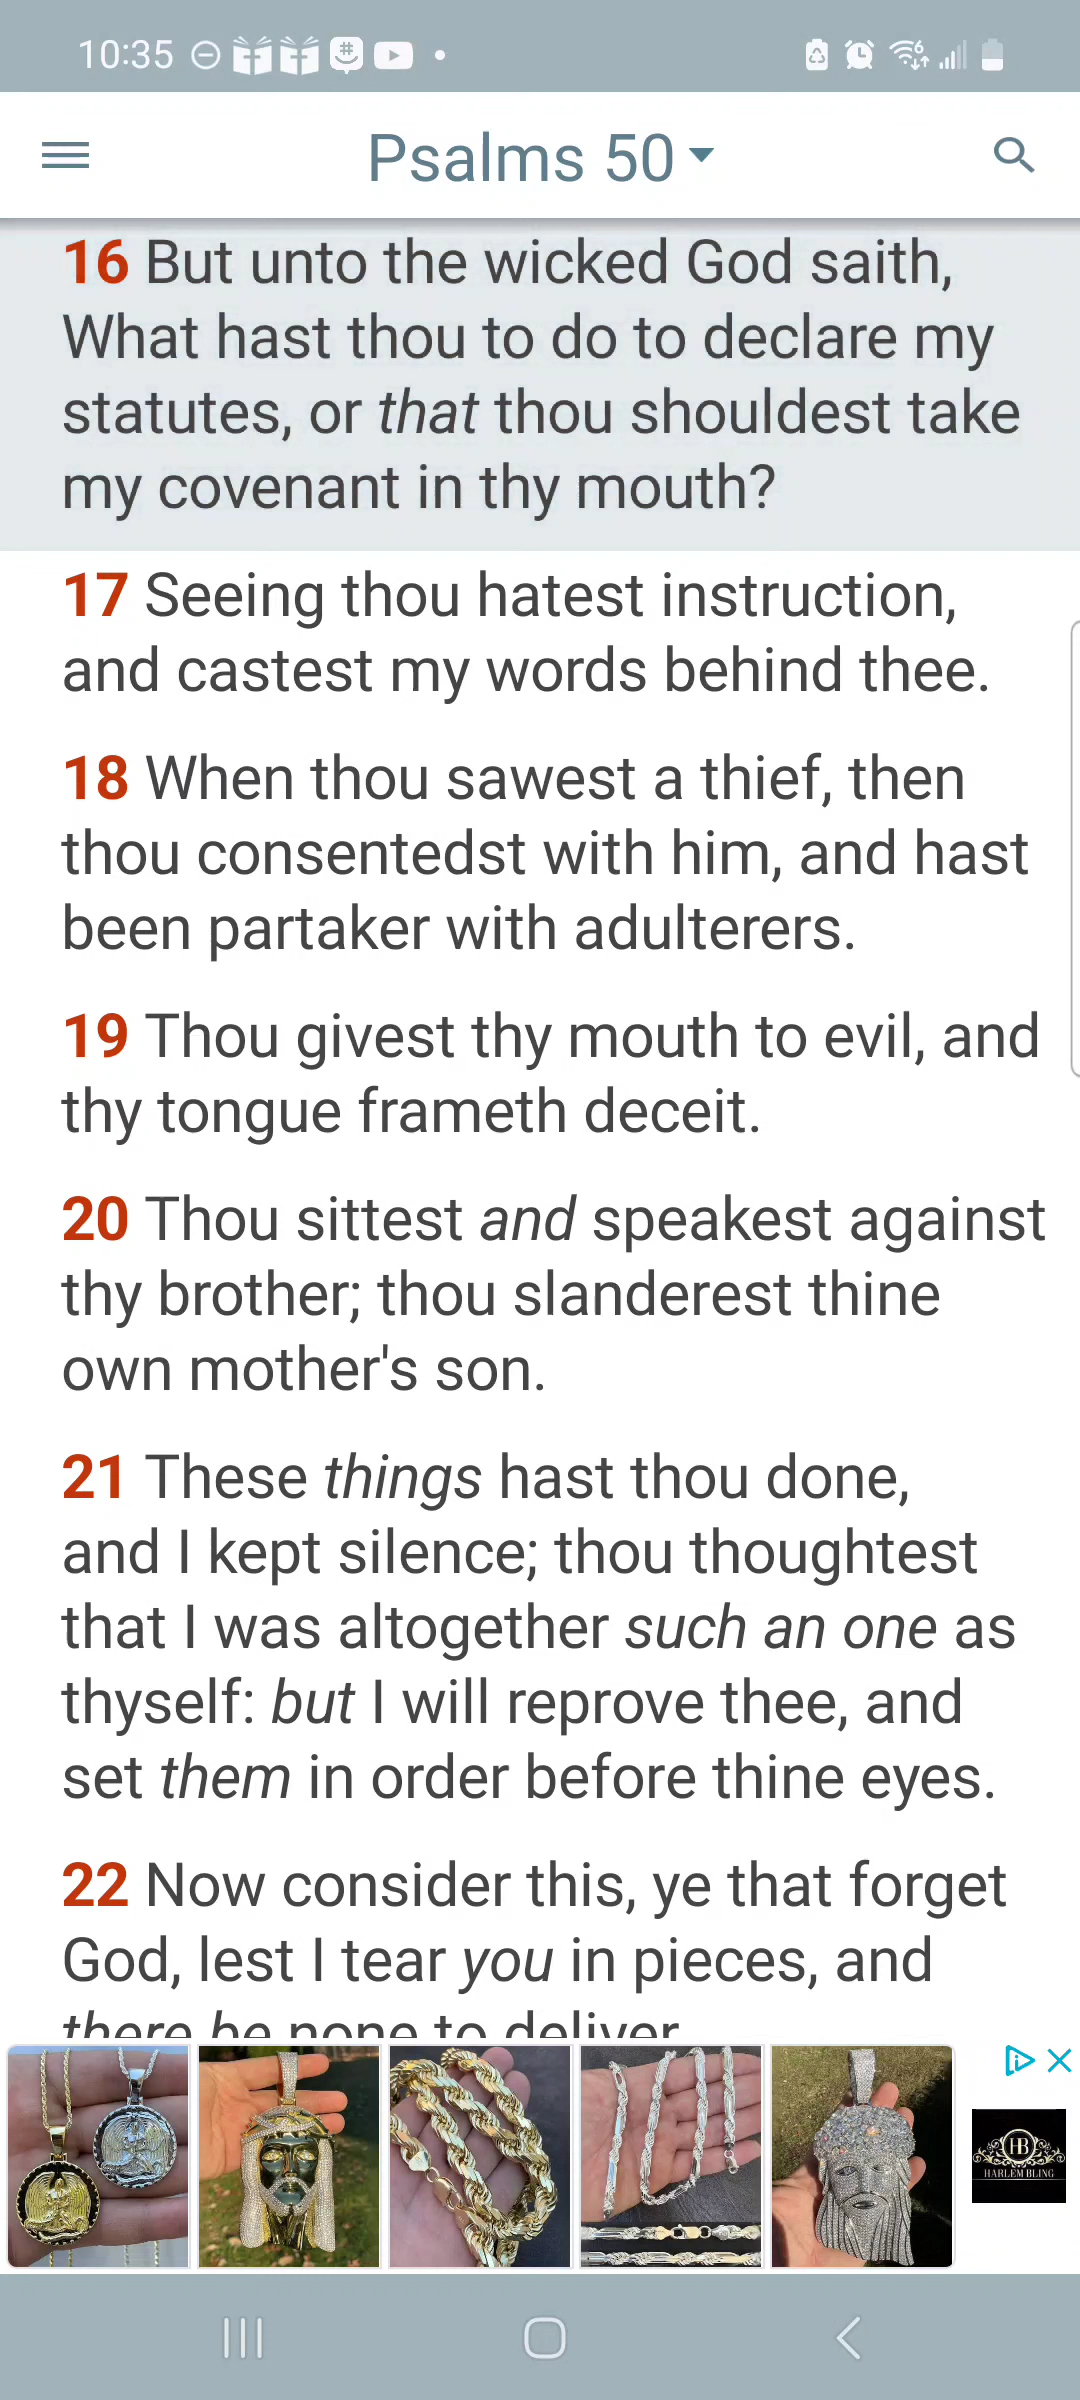 10:35
Psalms 50
16 But unto the wicked God saith,
What hast thou to do to declare my
statutes, or that thou shouldest take
my covenant in thy mouth?
17 Seeing thou hatest instruction,
and castest my words behind thee.
18 When thou sawest a thief, then
thou consentedst with him, and hast
been partaker with adulterers.
19 Thou givest thy mouth to evil, and
thy tongue frameth deceit.
20 Thou sittest and speakest against
thy brother; thou slanderest thine
own mother's son.
21 These things hast thou done,
and I kept silence; thou thoughtest
that I was altogether such an one as
thyself: but I will reprove thee, and
set them in order before thine eyes.
22 Now consider this, ye that forget
God, lest I tear you in pieces, and
there be none to deliver
HB
HARLEM BLING